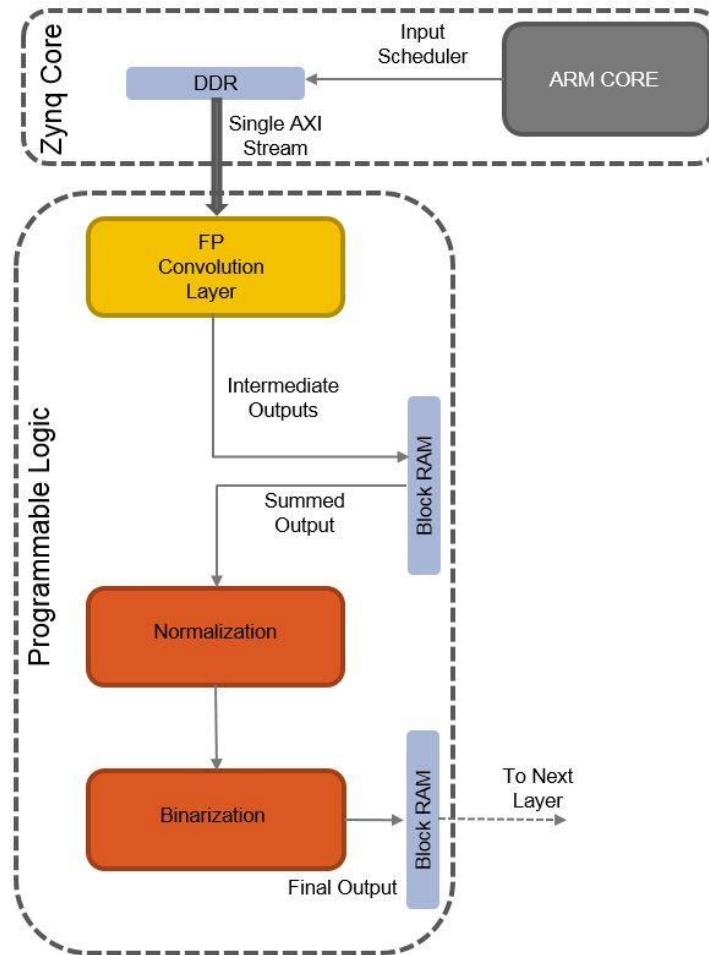 Zynq Core
Input
Scheduler
ARM CORE
DDR
Single AXI
Stream
Programmable Logic
FP
Convolution
Layer
Intermediate
Outputs
Block RAM
Summed
Output
Normalization
Binarization
Block RAM
To Next
Layer
Final Output